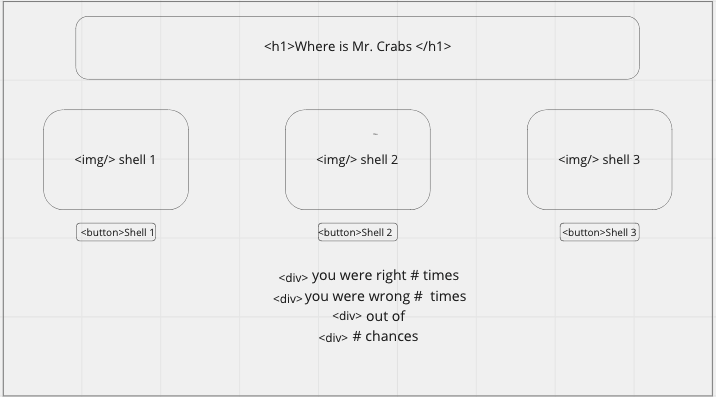 <h1>Where is Mr. Crabs </h1>
<img/> shell 1
<img/> shell 2
<img/> shell 3
<button>Shell 1
<button>Shell 2
<button>Shell 3
<div> you were right # times
<div> you were wrong # times
<div> out of
<div> # chances